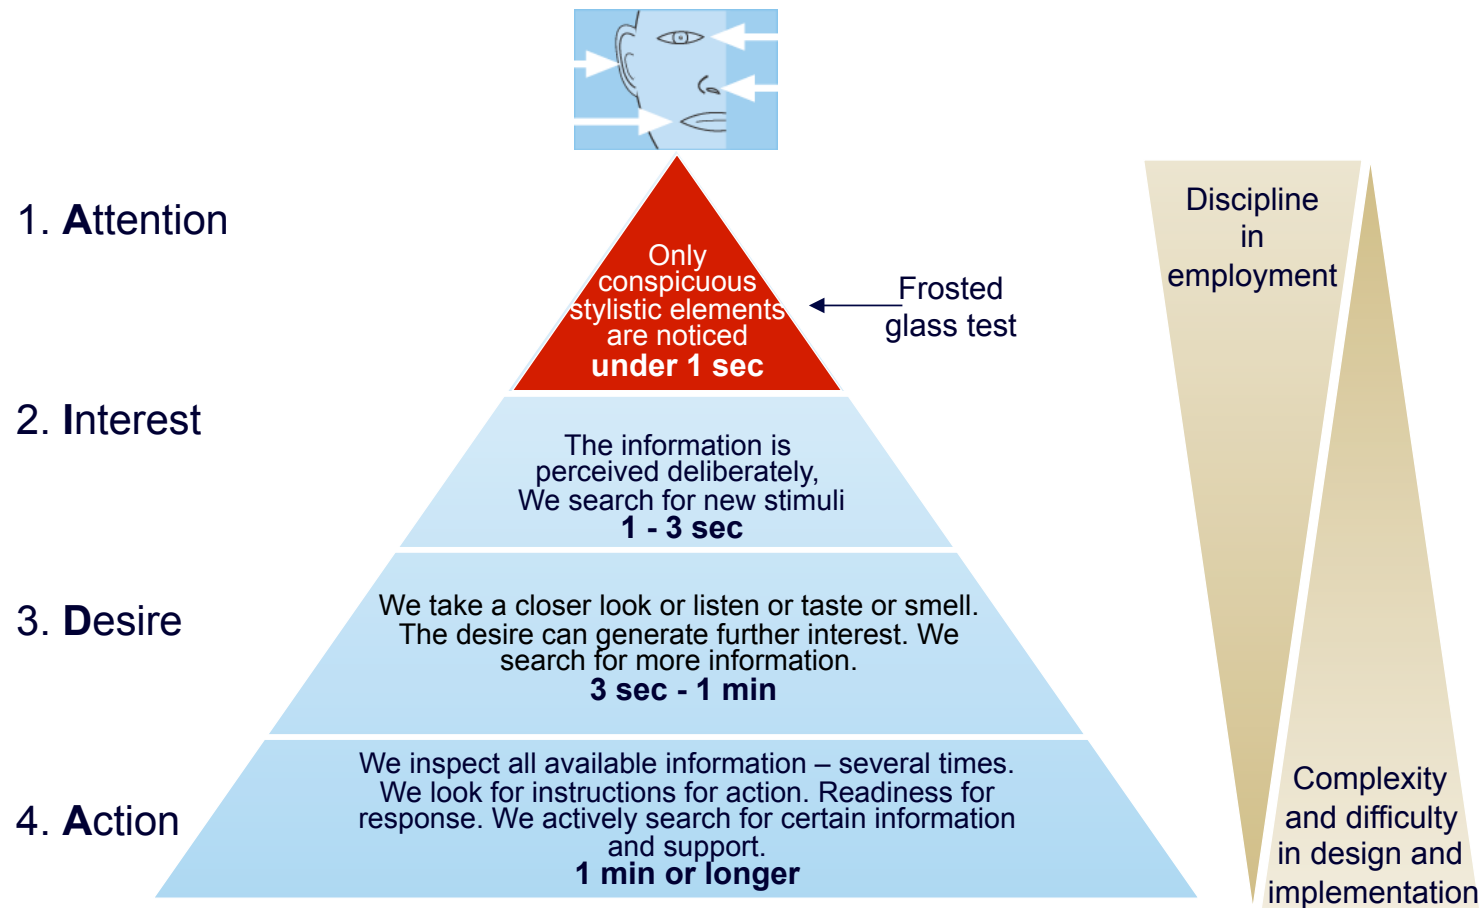 1. Attention
Only
conspicuous
stylistic elements
are noticed
under 1 sec
Frosted
glass test
2. Interest
The information is
perceived deliberately,
We search for new stimuli
1 - 3 sec
3. Desire
We take a closer look or listen or taste or smell.
The desire can generate further interest. We
search for more information.
3 sec - 1 min
4. Action
We inspect all available information – several times.
We look for instructions for action. Readiness for
response. We actively search for certain information
and support.
1 min or longer
Discipline
in
employment
Complexity
and difficulty
in design and
implementation